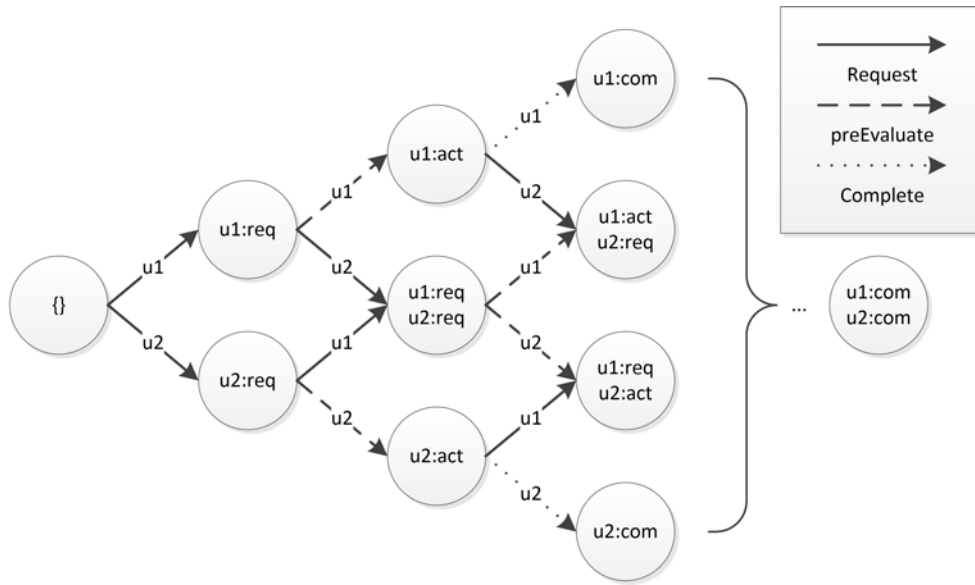 {}
u1
u2
u1:req
u2:req
u1
u2
u1
u2
u1:act
u1:req
u2:req
u2:act
u1
u2
u1
u2
u1
u2
u1:com
u1:act
u2:req
u1:req
u2:act
u2:com
...
u1:com
u2:com
Request
preEvaluate
Complete